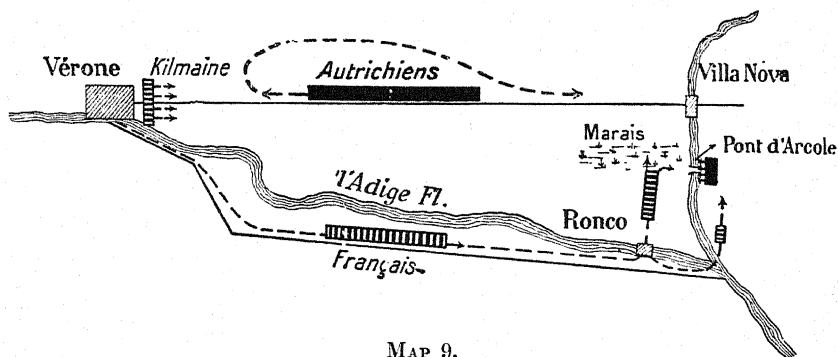 Vérone
Kilmaine
Autrichiens
Villa Nova
Marais
Pont d'Arcole
l'Adige Fl.
Ronco
Français
MAP 9.